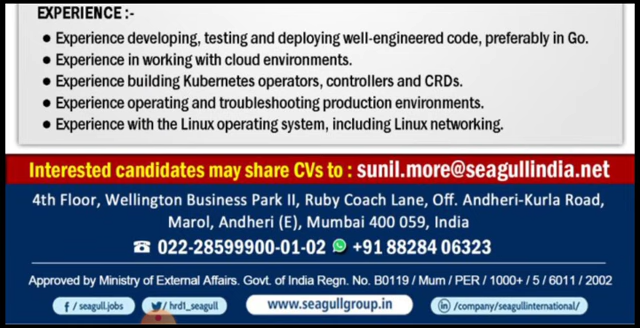 EXPERIENCE :-
● Experience developing, testing and deploying well-engineered code, preferably in Go.
● Experience in working with cloud environments.
● Experience building Kubernetes operators, controllers and CRDs.
● Experience operating and troubleshooting production environments.
● Experience with the Linux operating system, including Linux networking.
Interested candidates may share CVs to : sunil.more@seagullindia.net
4th Floor, Wellington Business Park II, Ruby Coach Lane, Off. Andheri-Kurla Road,
Marol, Andheri (E), Mumbai 400 059, India
☎ 022-28599900-01-02 +91 88284 06323
Approved by Ministry of External Affairs. Govt. of India Regn. No. B0119 / Mum / PER / 1000+ / 5 / 6011 / 2002
f / seagull.jobs / hrd1_seagull www.seagullgroup.in in /company/seagullinternational/